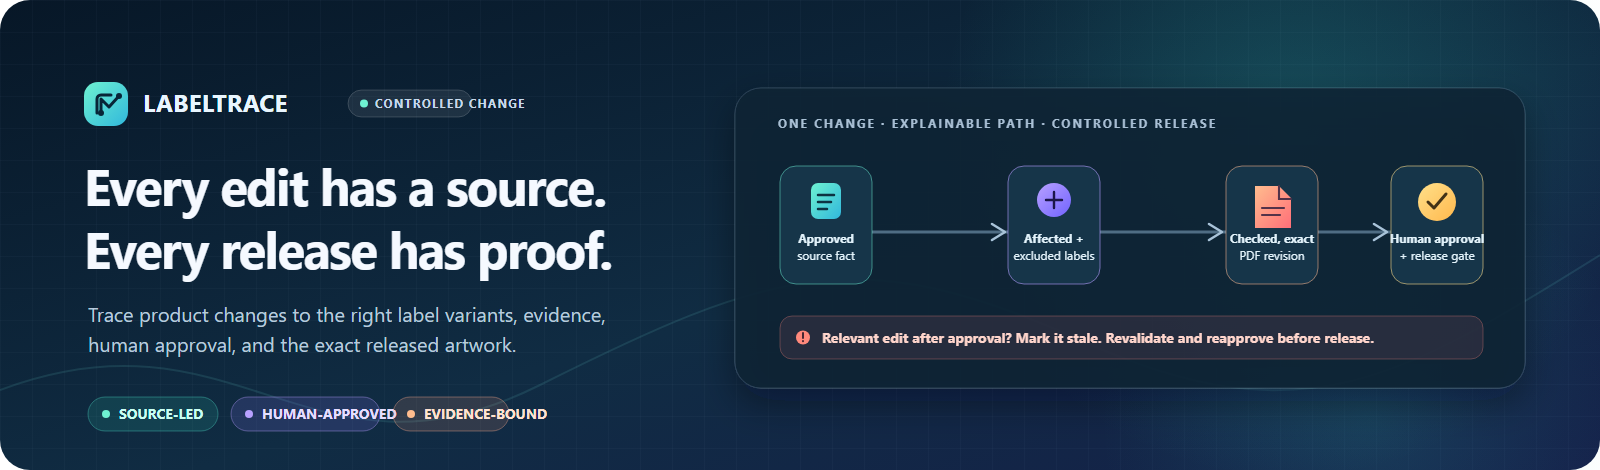 LABELTRACE
CONTROLLED CHANGE
Every edit has a source.
Every release has proof.
Trace product changes to the right label variants, evidence,
human approval, and the exact released artwork.
SOURCE-LED
HUMAN-APPROVED
EVIDENCE-BOUND
ONE CHANGE · EXPLAINABLE PATH · CONTROLLED RELEASE
Approved
source fact
Affected +
excluded labels
Checked, exact
PDF revision
Human approval
+ release gate
Relevant edit after approval? Mark it stale. Revalidate and reapprove before release.